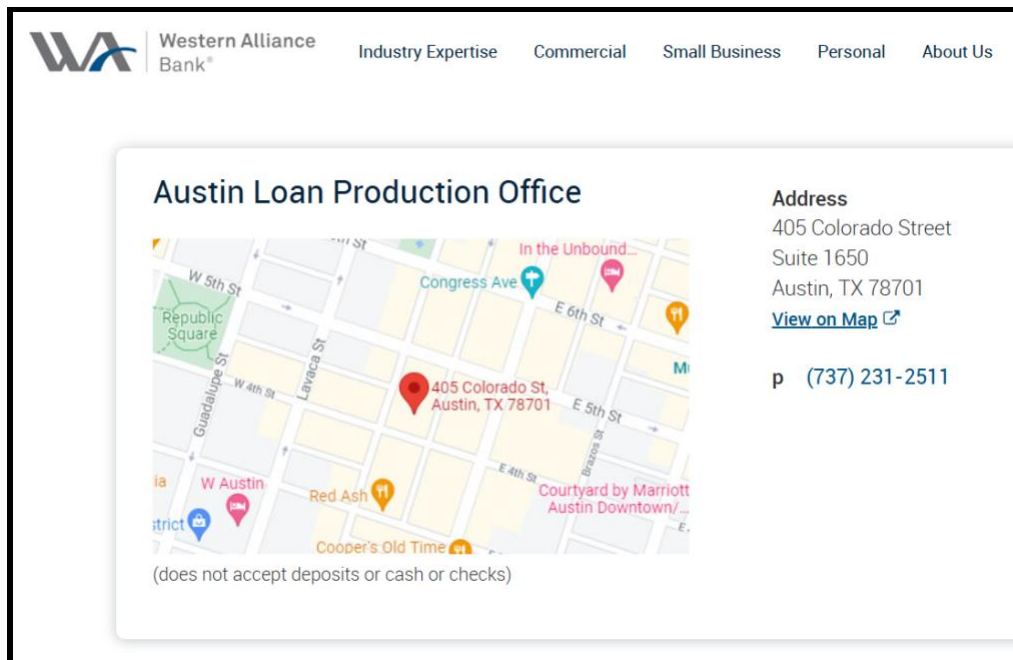 Western Alliance
Bank®
Industry Expertise
Commercial
Small Business
Personal
About Us
Austin Loan Production Office
Address
405 Colorado Street
Suite 1650
Austin, TX 78701
View on Map
p (737) 231-2511
In the Unbound...
Congress Ave
W 5th St
E 6th St
Republic
Square
Lavaca St
Guadalupe St
W 4th St
405 Colorado St,
Austin, TX 78701
E 5th St
Brazos St
E 4th St
W Austin
Red Ash
Courtyard by Marriott
Austin Downtown/...
strict
Cooper's Old Time
(does not accept deposits or cash or checks)